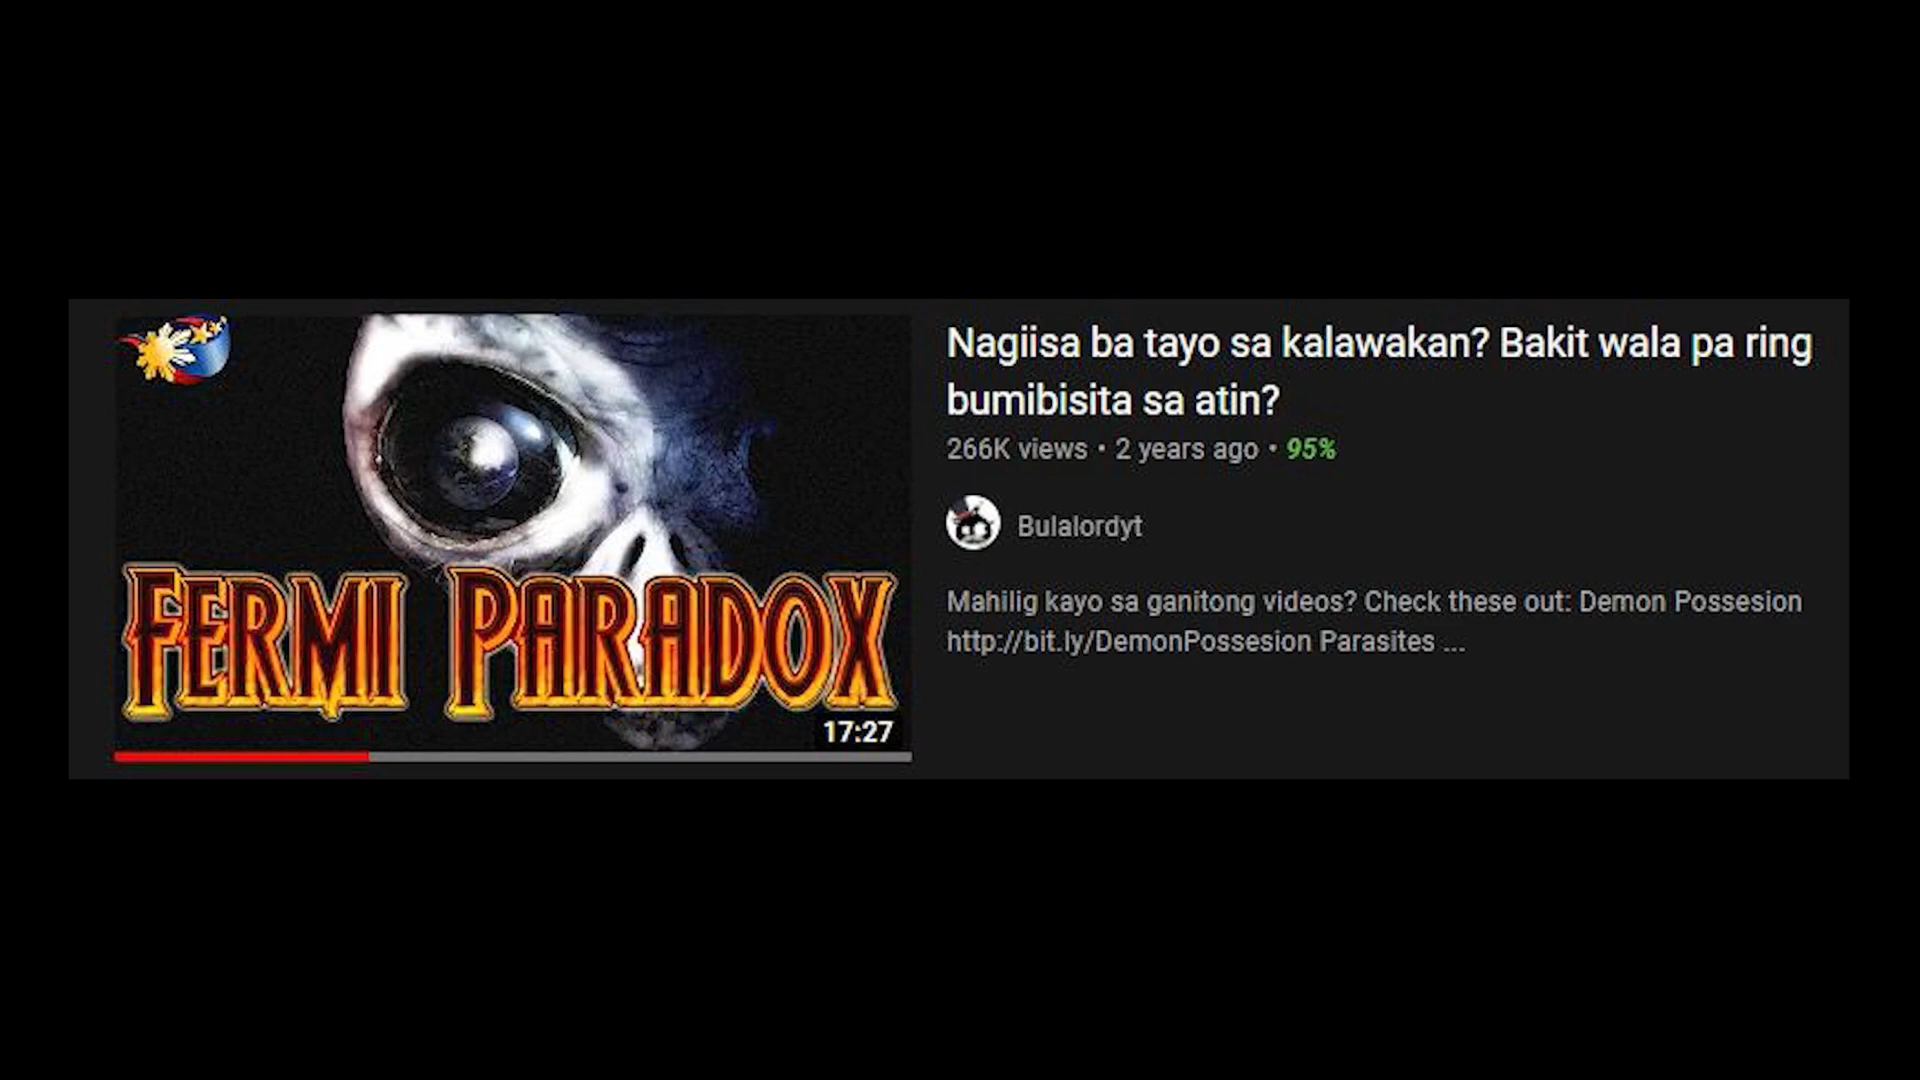 FERMI PARADOX
17:27
Nagiisa ba tayo sa kalawakan? Bakit wala pa ring
bumibisita sa atin?
266K views • 2 years ago • 95%
Bulalordyt
Mahilig kayo sa ganitong videos? Check these out: Demon Possesion
http://bit.ly/DemonPossesion Parasites ...